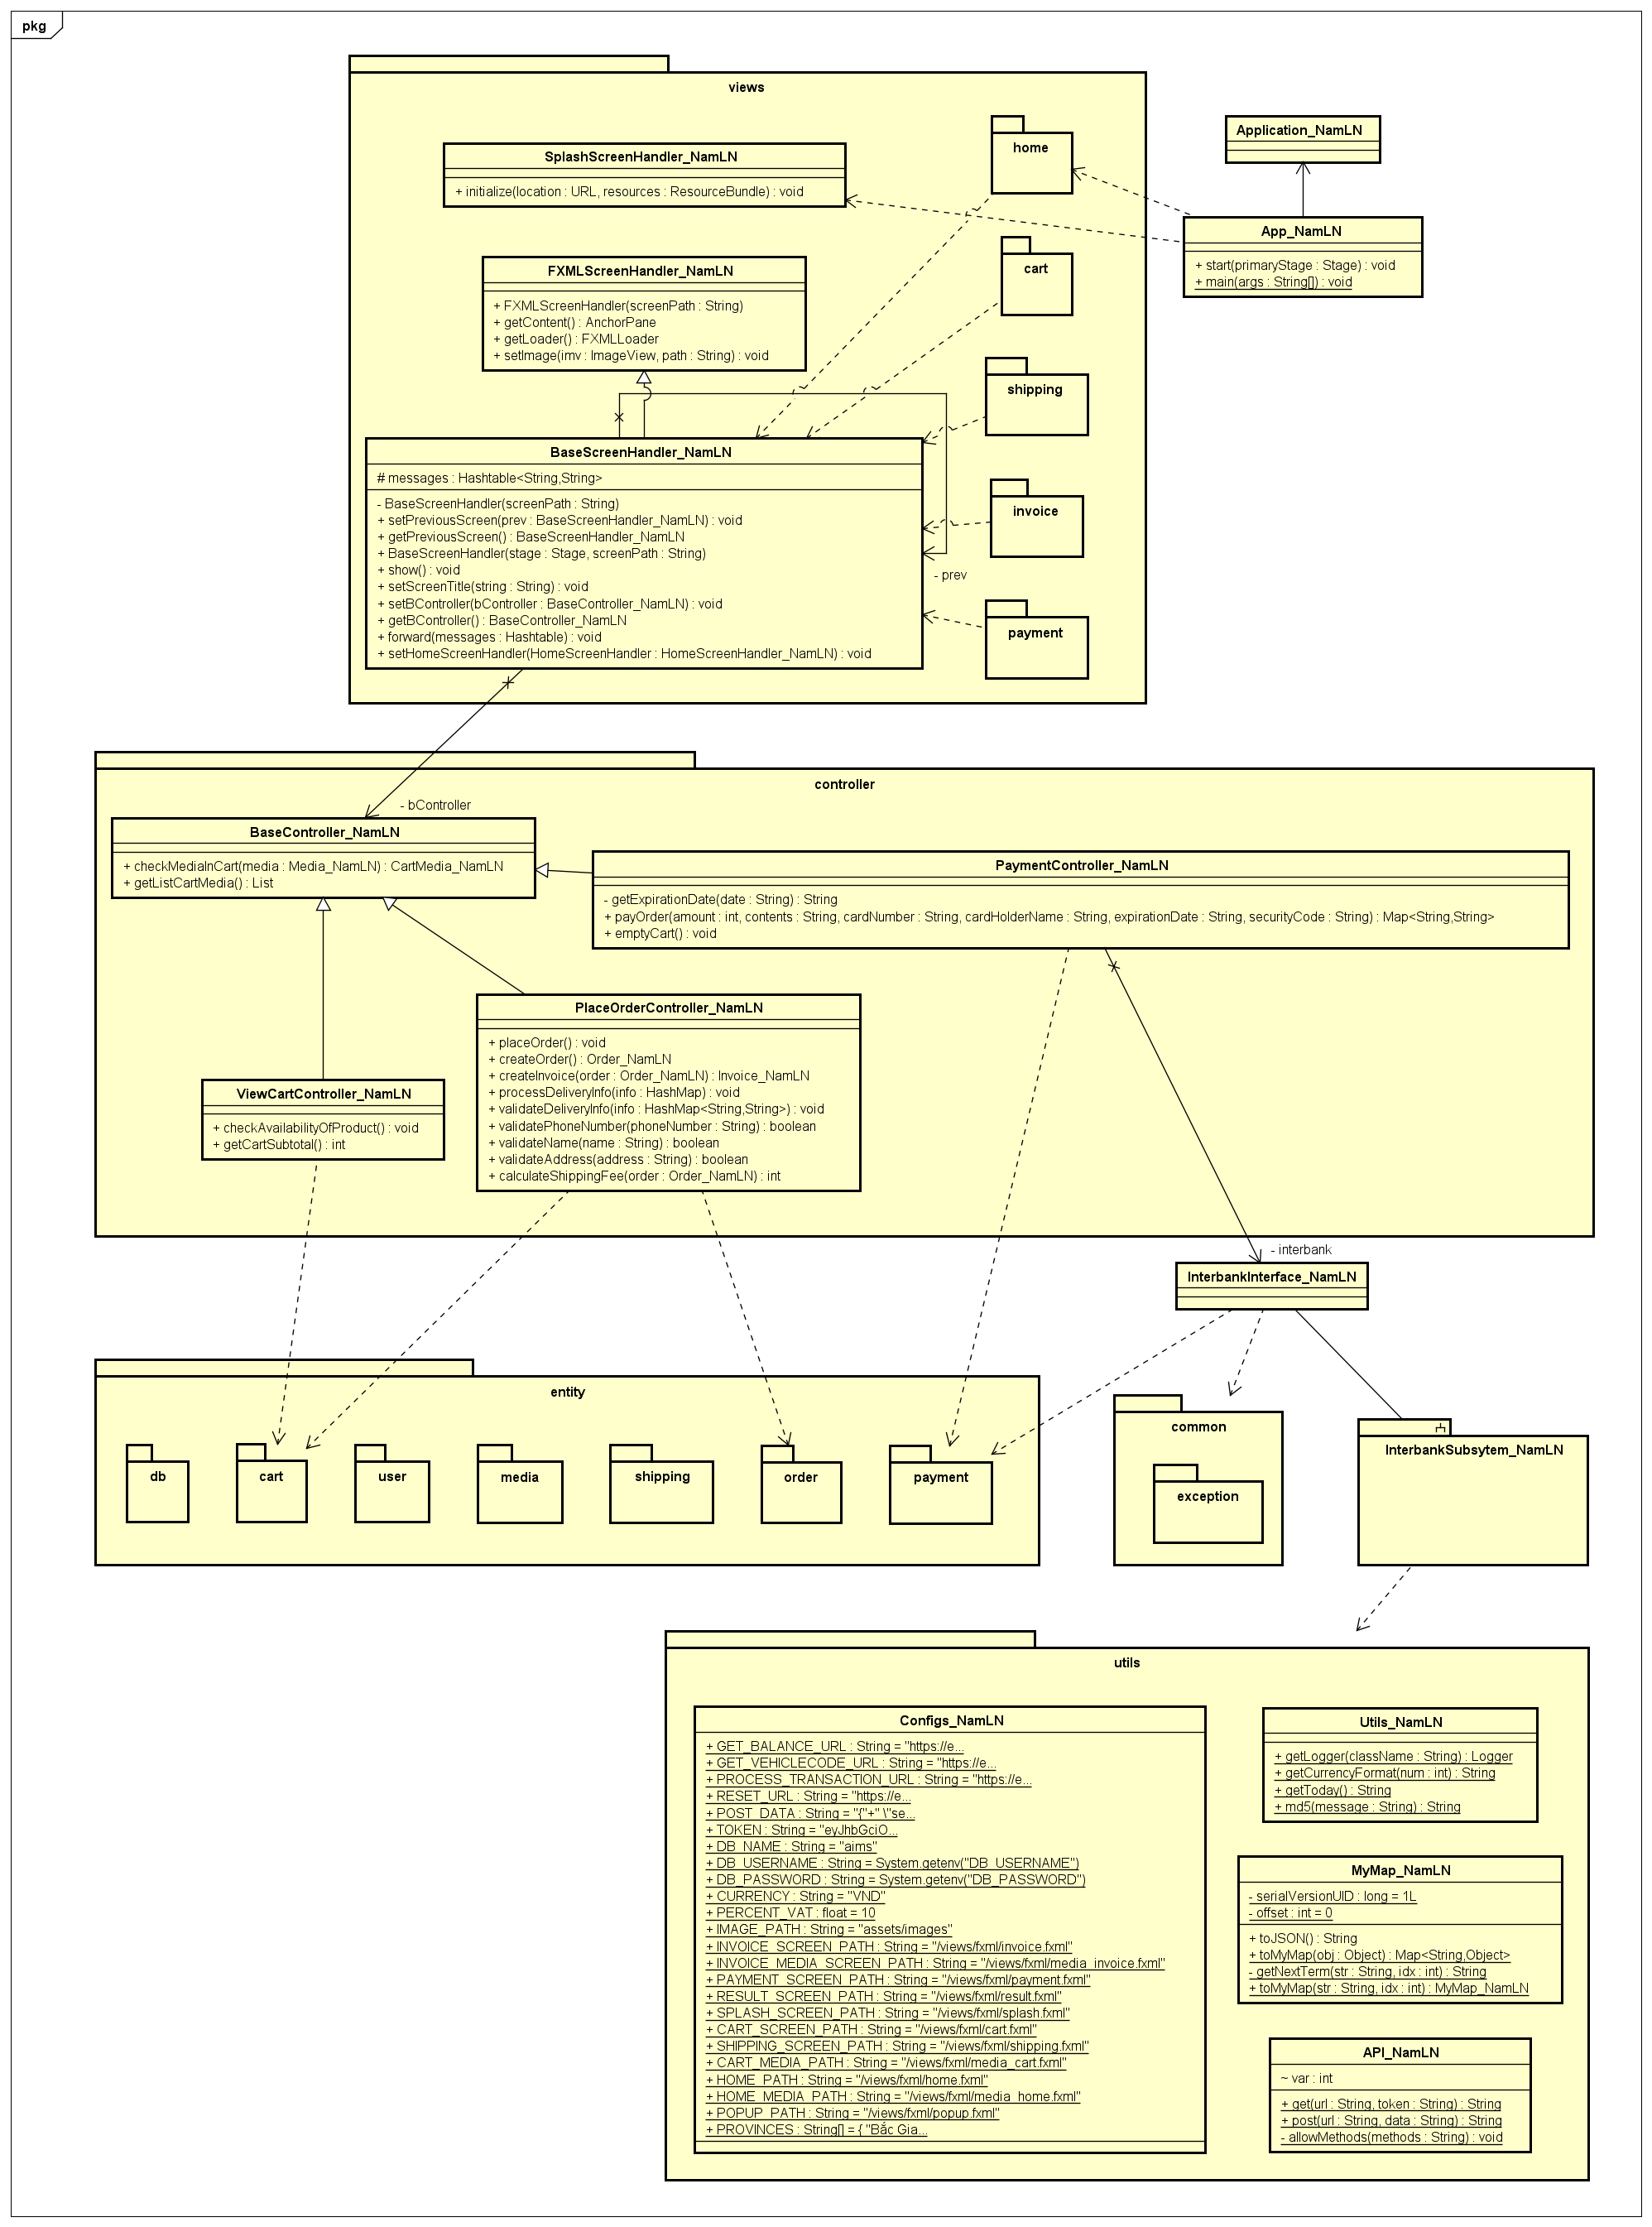 pkg
views
SplashScreenHandler_NamLN
+ initialize(location : URL, resources : ResourceBundle) : void
home
Application_NamLN
App_NamLN
+ start(primaryStage : Stage) : void
+ main(args : String[]) : void
FXMLScreenHandler_NamLN
+ FXMLScreenHandler(screenPath : String)
+ getContent() : AnchorPane
+ getLoader() : FXMLLoader
+ setImage(imv : ImageView, path : String) : void
cart
shipping
BaseScreenHandler_NamLN
# messages : Hashtable<String,String>
- BaseScreenHandler(screenPath : String)
+ setPreviousScreen(prev : BaseScreenHandler_NamLN) : void
+ getPreviousScreen() : BaseScreenHandler_NamLN
+ BaseScreenHandler(stage : Stage, screenPath : String)
+ show() : void
+ setScreenTitle(string : String) : void
+ setBController(bController : BaseController_NamLN) : void
+ getBController() : BaseController_NamLN
+ forward(messages : Hashtable) : void
+ setHomeScreenHandler(HomeScreenHandler : HomeScreenHandler_NamLN) : void
invoice
- prev
payment
controller
- bController
BaseController_NamLN
+ checkMediaInCart(media : Media_NamLN) : CartMedia_NamLN
+ getListCartMedia() : List
PaymentController_NamLN
- getExpirationDate(date : String) : String
+ payOrder(amount : int, contents : String, cardNumber : String, cardHolderName : String, expirationDate : String, securityCode : String) : Map<String,String>
+ emptyCart() : void
PlaceOrderController_NamLN
+ placeOrder() : void
+ createOrder() : Order_NamLN
+ createInvoice(order : Order_NamLN) : Invoice_NamLN
+ processDeliveryInfo(info : HashMap) : void
+ validateDeliveryInfo(info : HashMap<String,String>) : void
+ validatePhoneNumber(phoneNumber : String) : boolean
+ validateName(name : String) : boolean
+ validateAddress(address : String) : boolean
+ calculateShippingFee(order : Order_NamLN) : int
ViewCartController_NamLN
+ checkAvailabilityOfProduct() : void
+ getCartSubtotal() : int
- interbank
InterbankInterface_NamLN
entity
db
cart
user
media
shipping
order
payment
common
exception
InterbankSubsytem_NamLN
utils
Configs_NamLN
+ GET_BALANCE_URL : String = "https://e...
+ GET_VEHICLECODE_URL : String = "https://e...
+ PROCESS_TRANSACTION_URL : String = "https://e...
+ RESET_URL : String = "https://e...
+ POST_DATA : String = "{"+" \"se...
+ TOKEN : String = "eyJhbGciO...
+ DB_NAME : String = "aims"
+ DB_USERNAME : String = System.getenv("DB_USERNAME")
+ DB_PASSWORD : String = System.getenv("DB_PASSWORD")
+ CURRENCY : String = "VND"
+ PERCENT_VAT : float = 10
+ IMAGE_PATH : String = "assets/images"
+ INVOICE_SCREEN_PATH : String = "/views/fxml/invoice.fxml"
+ INVOICE_MEDIA_SCREEN_PATH : String = "/views/fxml/media_invoice.fxml"
+ PAYMENT_SCREEN_PATH : String = "/views/fxml/payment.fxml"
+ RESULT_SCREEN_PATH : String = "/views/fxml/result.fxml"
+ SPLASH_SCREEN_PATH : String = "/views/fxml/splash.fxml"
+ CART_SCREEN_PATH : String = "/views/fxml/cart.fxml"
+ SHIPPING_SCREEN_PATH : String = "/views/fxml/shipping.fxml"
+ CART_MEDIA_PATH : String = "/views/fxml/media_cart.fxml"
+ HOME_PATH : String = "/views/fxml/home.fxml"
+ HOME_MEDIA_PATH : String = "/views/fxml/media_home.fxml"
+ POPUP_PATH : String = "/views/fxml/popup.fxml"
+ PROVINCES : String[] = { "Bắc Gia...
Utils_NamLN
+ getLogger(className : String) : Logger
+ getCurrencyFormat(num : int) : String
+ getToday() : String
+ md5(message : String) : String
MyMap_NamLN
- serialVersionUID : long = 1L
- offset : int = 0
+ toJSON() : String
+ toMyMap(obj : Object) : Map<String,Object>
- getNextTerm(str : String, idx : int) : String
+ toMyMap(str : String, idx : int) : MyMap_NamLN
API_NamLN
~ var : int
+ get(url : String, token : String) : String
+ post(url : String, data : String) : String
- allowMethods(methods : String) : void